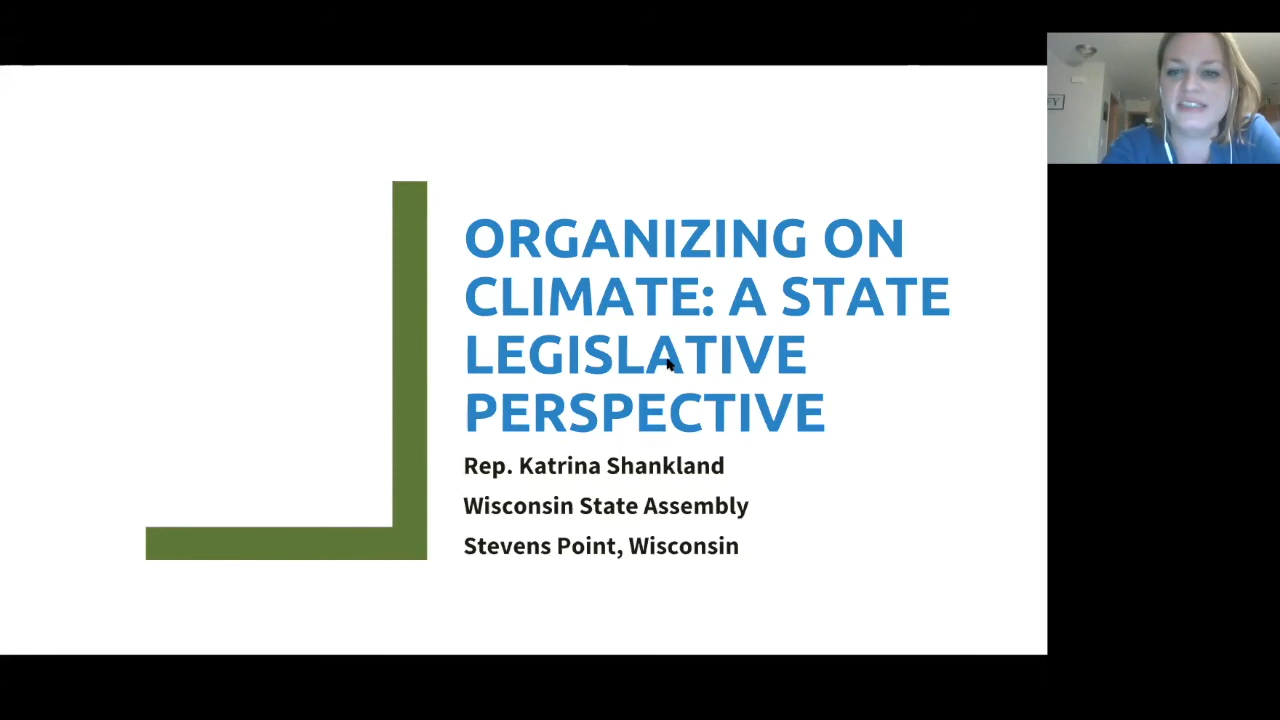 ORGANIZING ON
CLIMATE: A STATE
LEGISLATIVE
PERSPECTIVE
Rep. Katrina Shankland
Wisconsin State Assembly
Stevens Point, Wisconsin